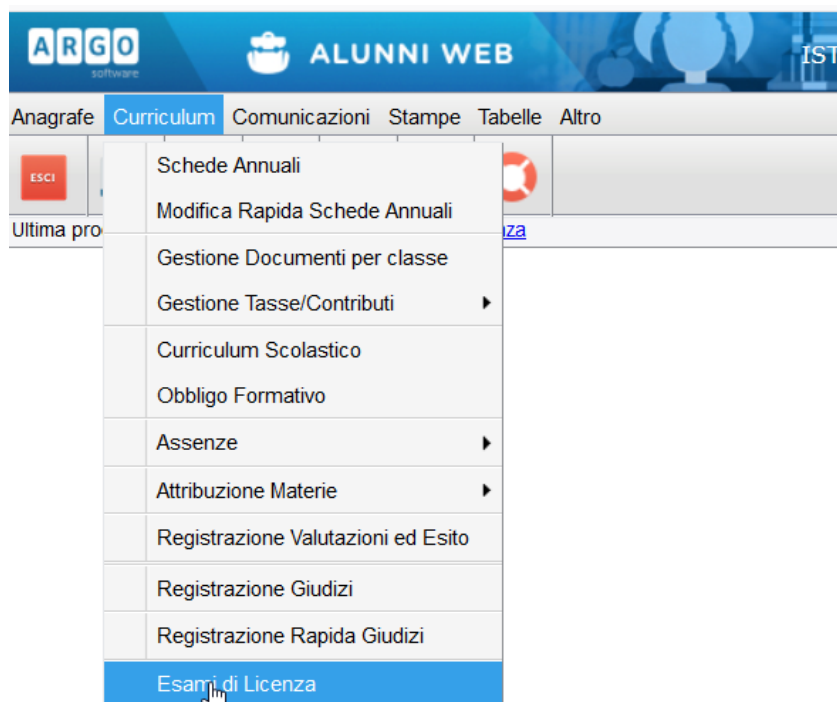 ARGO
software
ALUNNI WEB
IST
Anagrafe Curriculum Comunicazioni Stampe Tabelle Altro
ESCI
Ultima pro
nza
Schede Annuali
Modifica Rapida Schede Annuali
Gestione Documenti per classe
Gestione Tasse/Contributi
Curriculum Scolastico
Obbligo Formativo
Assenze
Attribuzione Materie
Registrazione Valutazioni ed Esito
Registrazione Giudizi
Registrazione Rapida Giudizi
Esami di Licenza